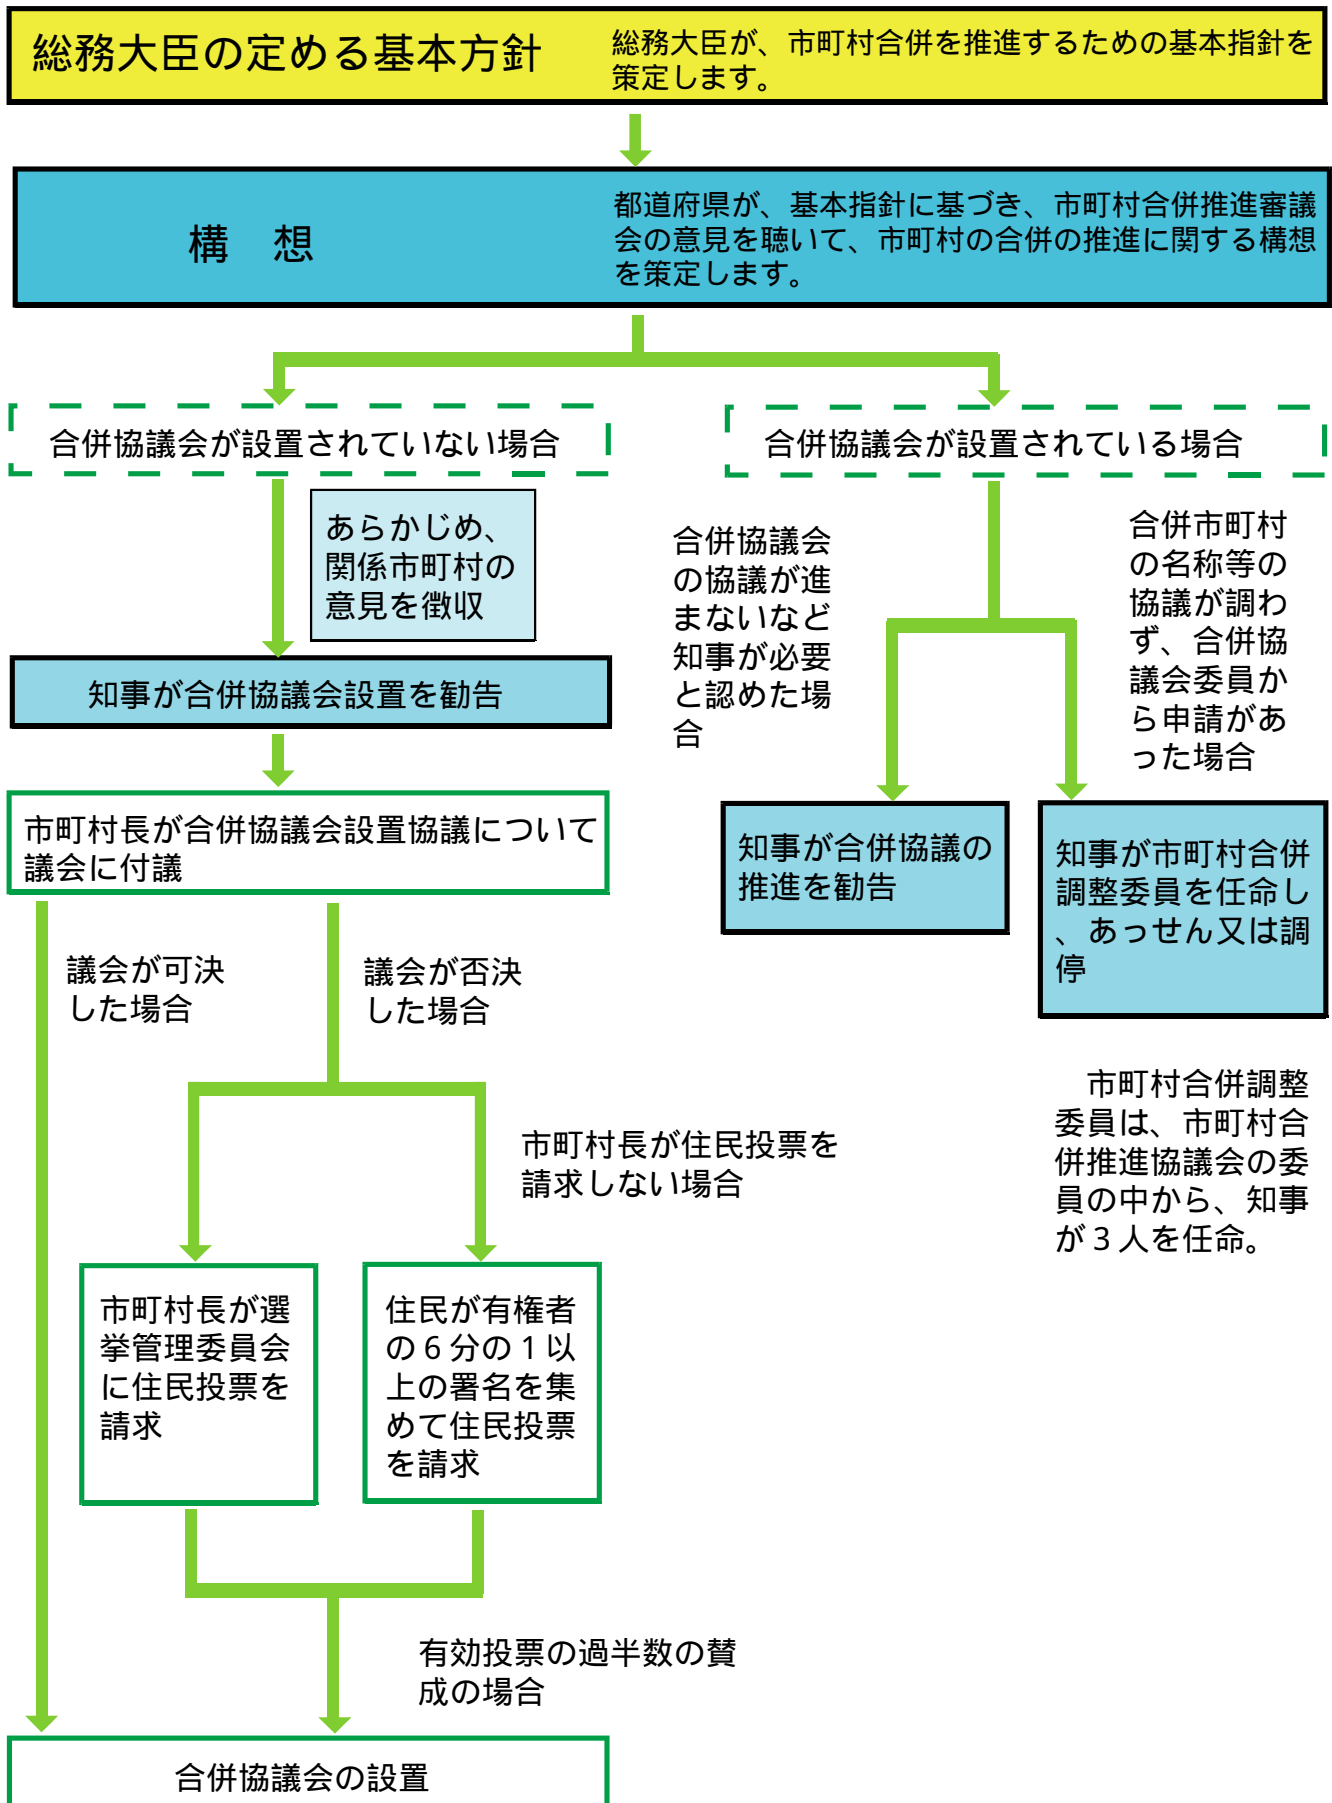 総務大臣の定める基本方針
総務大臣が、市町村合併を推進するための基本指針を
策定します。
構　想
都道府県が、基本指針に基づき、市町村合併推進審議
会の意見を聴いて、市町村の合併の推進に関する構想
を策定します。
合併協議会が設置されていない場合
あらかじめ、
関係市町村の
意見を徴収
知事が合併協議会設置を勧告
市町村長が合併協議会設置協議について
議会に付議
議会が可決
した場合
議会が否決
した場合
市町村長が住民投票を
請求しない場合
市町村長が選
挙管理委員会
に住民投票を
請求
住民が有権者
の６分の１以
上の署名を集
めて住民投票
を請求
有効投票の過半数の賛
成の場合
合併協議会の設置
合併協議会が設置されている場合
合併協議会
の協議が進
まないなど
知事が必要
と認めた場
合
合併市町村
の名称等の
協議が調わ
ず、合併協
議会委員か
ら申請があ
った場合
知事が合併協議の
推進を勧告
知事が市町村合併
調整委員を任命し
、あっせん又は調
停
市町村合併調整
委員は、市町村合
併推進協議会の委
員の中から、知事
が３人を任命。